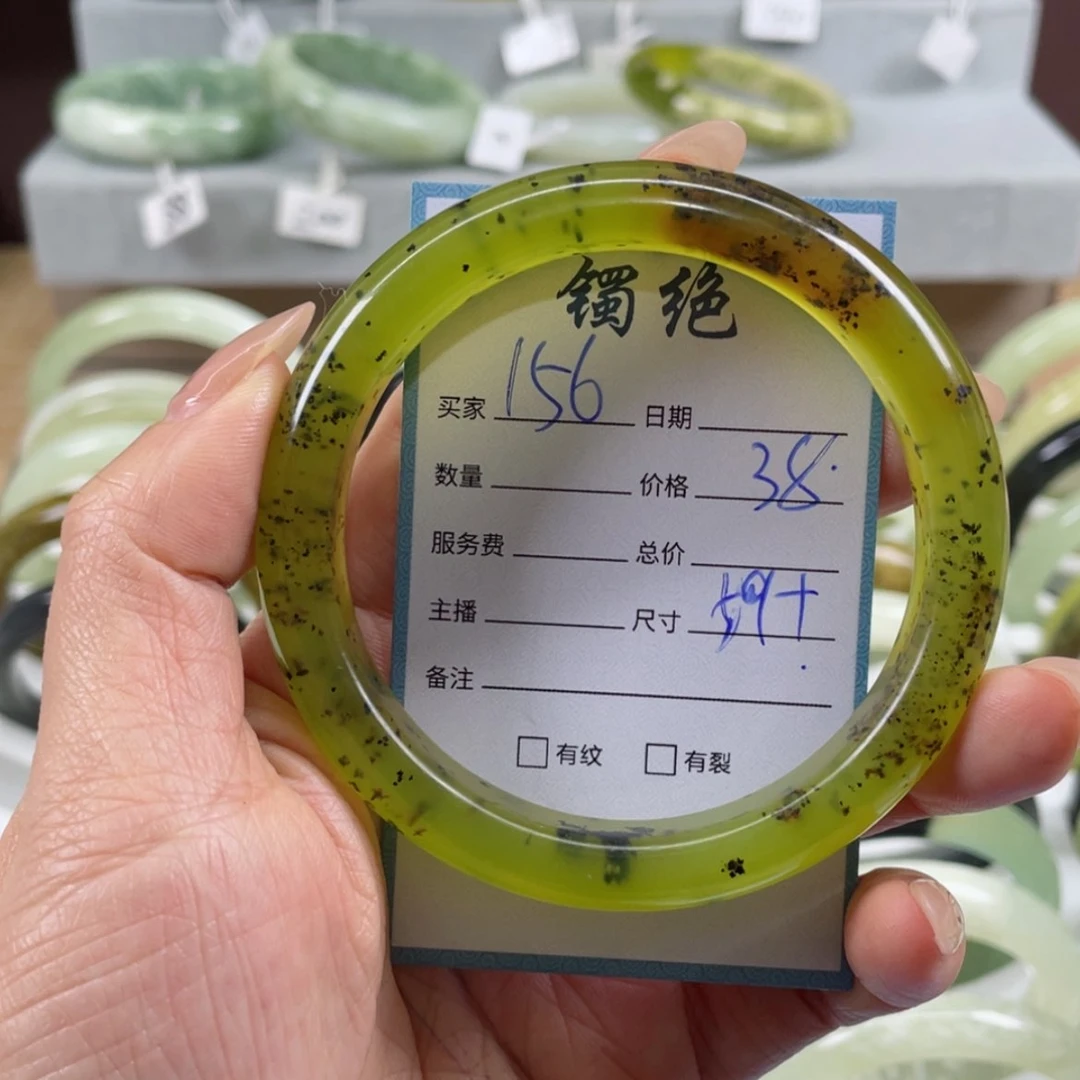 镯绝
买家 156 日期
数量 价格 38.
服务费 总价
主播 尺寸 59+
备注
□有纹 □有裂